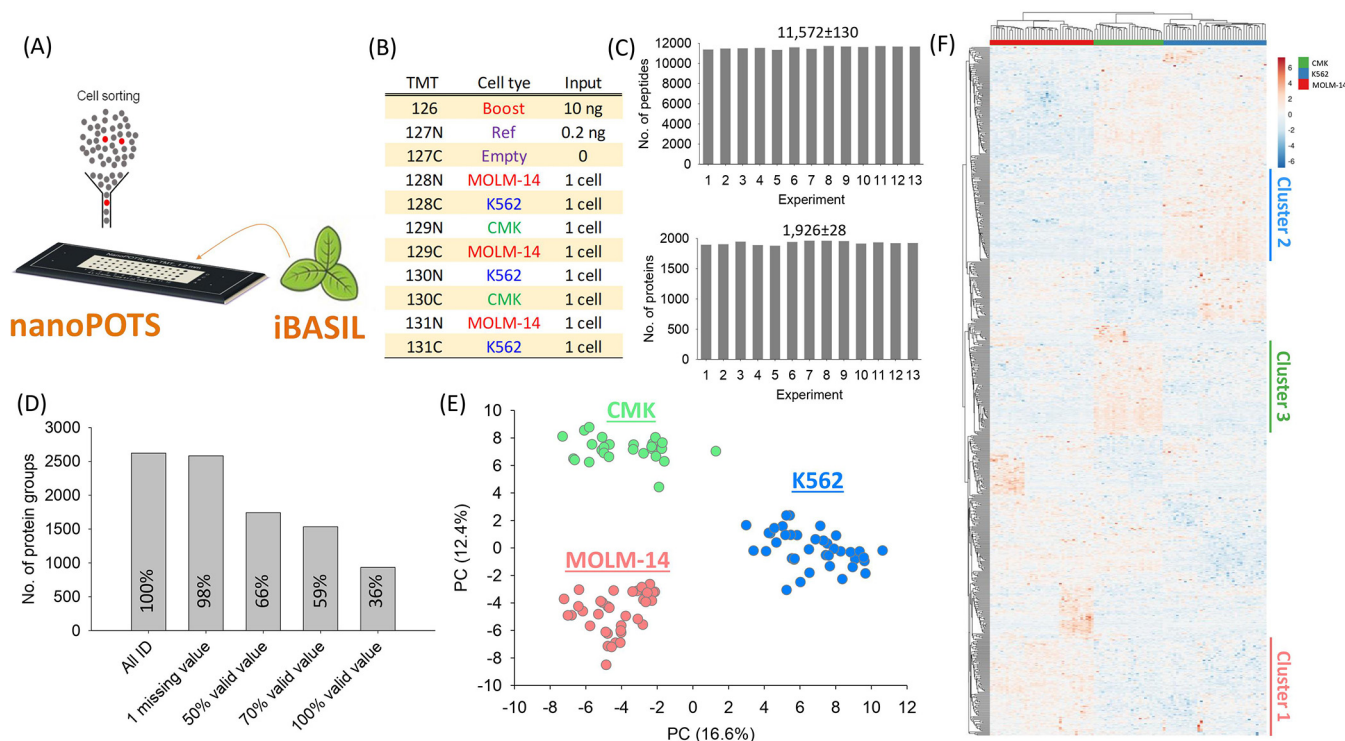 (A)
Cell sorting
nanoPOTS
iBASIL
(B)
TMT Cell tye Input
126 Boost 10 ng
127N Ref 0.2 ng
127C Empty 0
128N MOLM-14 1 cell
128C K562 1 cell
129N CMK 1 cell
129C MOLM-14 1 cell
130N K562 1 cell
130C CMK 1 cell
131N MOLM-14 1 cell
131C K562 1 cell
(C)
11,572±130
No. of peptides
12000
10000
8000
6000
4000
2000
0
1 2 3 4 5 6 7 8 9 10 11 12 13
Experiment
1,926±28
No. of proteins
2000
1500
1000
500
0
1 2 3 4 5 6 7 8 9 10 11 12 13
Experiment
(D)
No. of protein groups
3000
2500
2000
1500
1000
500
0
100%
98%
66%
59%
36%
All ID
1 missing value
50% valid value
70% valid value
100% valid value
(E)
CMK
K562
MOLM-14
PC (12.4%)
10
8
6
4
2
0
-2
-4
-6
-8
-10
-10 -8 -6 -4 -2 0 2 4 6 8 10 12
PC (16.6%)
(F)
6
4
2
0
-2
-4
-6
CMK
K562
MOLM-14
Cluster 2
Cluster 3
Cluster 1